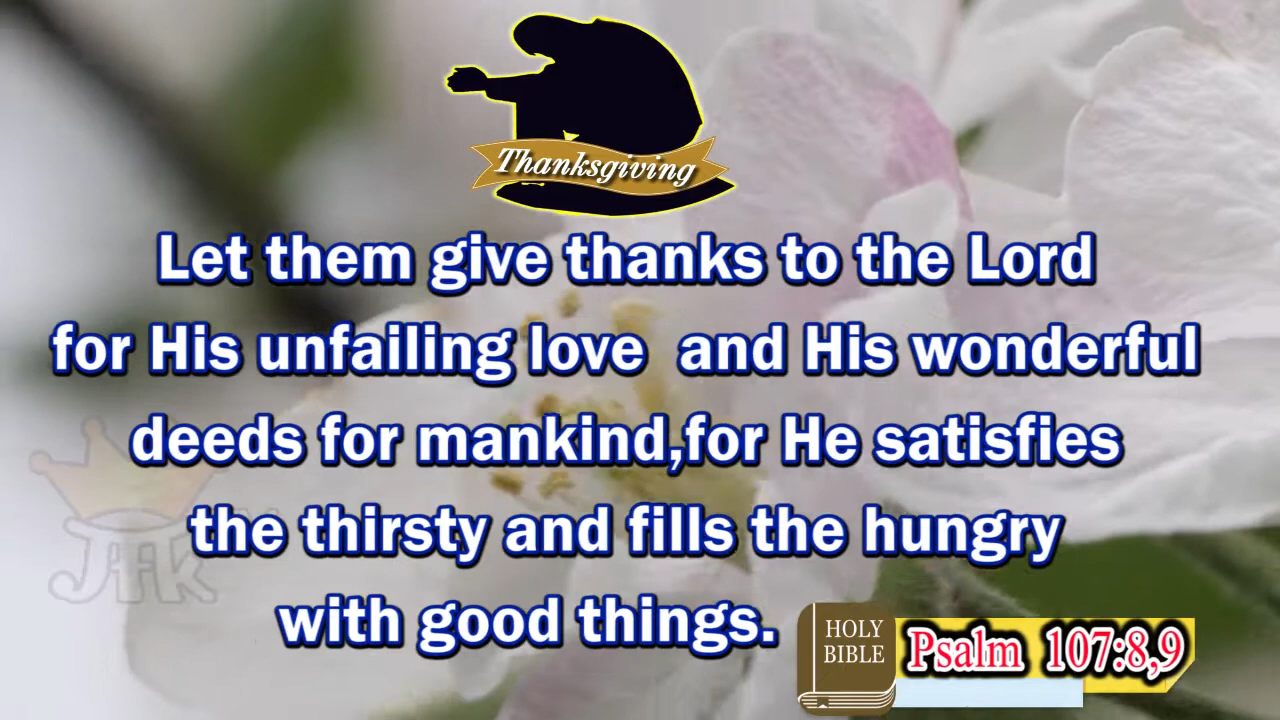 Thanksgiving
Let them give thanks to the Lord
for His unfailing love and His wonderful
deeds for mankind,for He satisfies
the thirsty and fills the hungry
with good things.
HOLY
BIBLE
Psalm 107:8,9